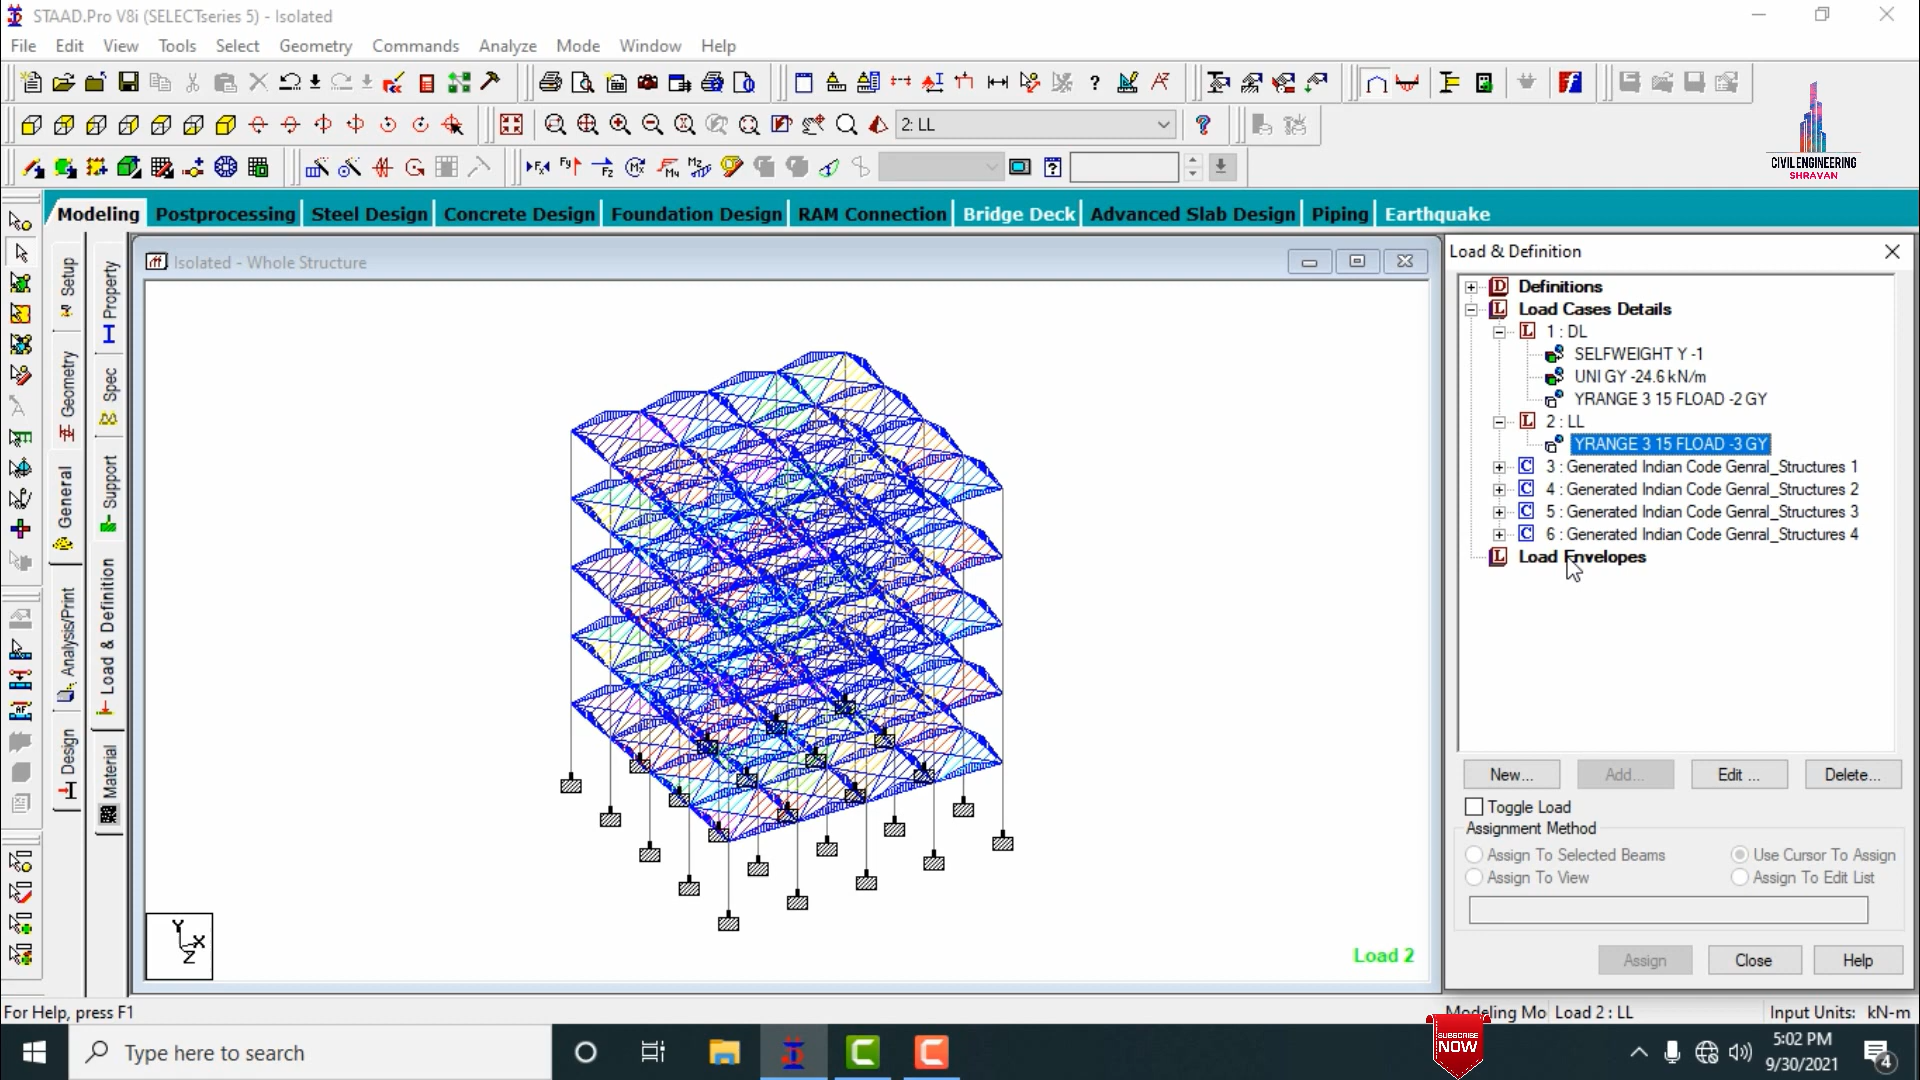 STAAD.Pro V8i (SELECTseries 5) - Isolated
File Edit View Tools Select Geometry Commands Analyze Mode Window Help
2: LL
CIVIL ENGINEERING
SHRAVAN
Modeling Postprocessing Steel Design Concrete Design Foundation Design RAM Connection Bridge Deck Advanced Slab Design Piping Earthquake
Setup
Geometry
General
Analysis/Print
Design
Property
Spec
Support
Load & Definition
Material
Isolated - Whole Structure
Load 2
Y
X
Z
Load & Definition
Definitions
Load Cases Details
1 : DL
SELFWEIGHT Y -1
UNI GY -24.6 kN/m
YRANGE 3 15 FLOAD -2 GY
2 : LL
YRANGE 3 15 FLOAD -3 GY
3 : Generated Indian Code Genral_Structures 1
4 : Generated Indian Code Genral_Structures 2
5 : Generated Indian Code Genral_Structures 3
6 : Generated Indian Code Genral_Structures 4
Load Envelopes
New... Add... Edit ... Delete...
Toggle Load
Assignment Method
Assign To Selected Beams Use Cursor To Assign
Assign To View Assign To Edit List
Assign Close Help
For Help, press F1
Modeling Mo Load 2 : LL Input Units: kN-m
SUBSCRIBE
NOW
Type here to search
5:02 PM
9/30/2021
4